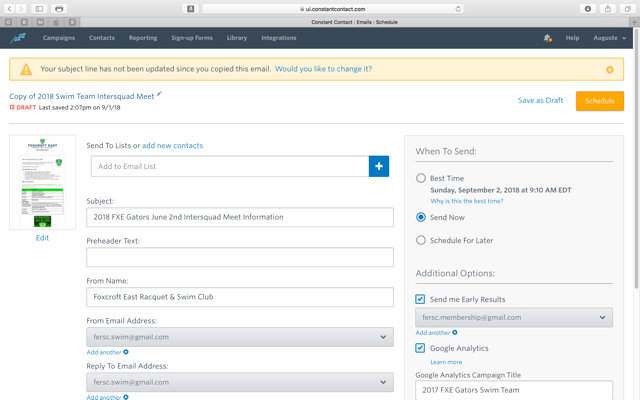 ui.constantcontact.com
Constant Contact : Emails : Schedule
Campaigns
Contacts
Reporting
Sign-up Forms
Library
Integrations
Help
Auguste
Your subject line has not been updated since you copied this email. Would you like to change it?
Copy of 2018 Swim Team Intersquad Meet
DRAFT Last saved 2:07pm on 9/1/18
Save as Draft
Schedule
FOXCROFT EAST
Edit
Send To Lists or add new contacts
Add to Email List
Subject:
2018 FXE Gators June 2nd Intersquad Meet Information
Preheader Text:
From Name:
Foxcroft East Racquet & Swim Club
From Email Address:
fersc.swim@gmail.com
Add another
Reply To Email Address:
fersc.swim@gmail.com
Add another
When To Send:
Best Time
Sunday, September 2, 2018 at 9:10 AM EDT
Why is this the best time?
Send Now
Schedule For Later
Additional Options:
Send me Early Results
fersc.membership@gmail.com
Add another
Google Analytics
Learn more
Google Analytics Campaign Title
2017 FXE Gators Swim Team